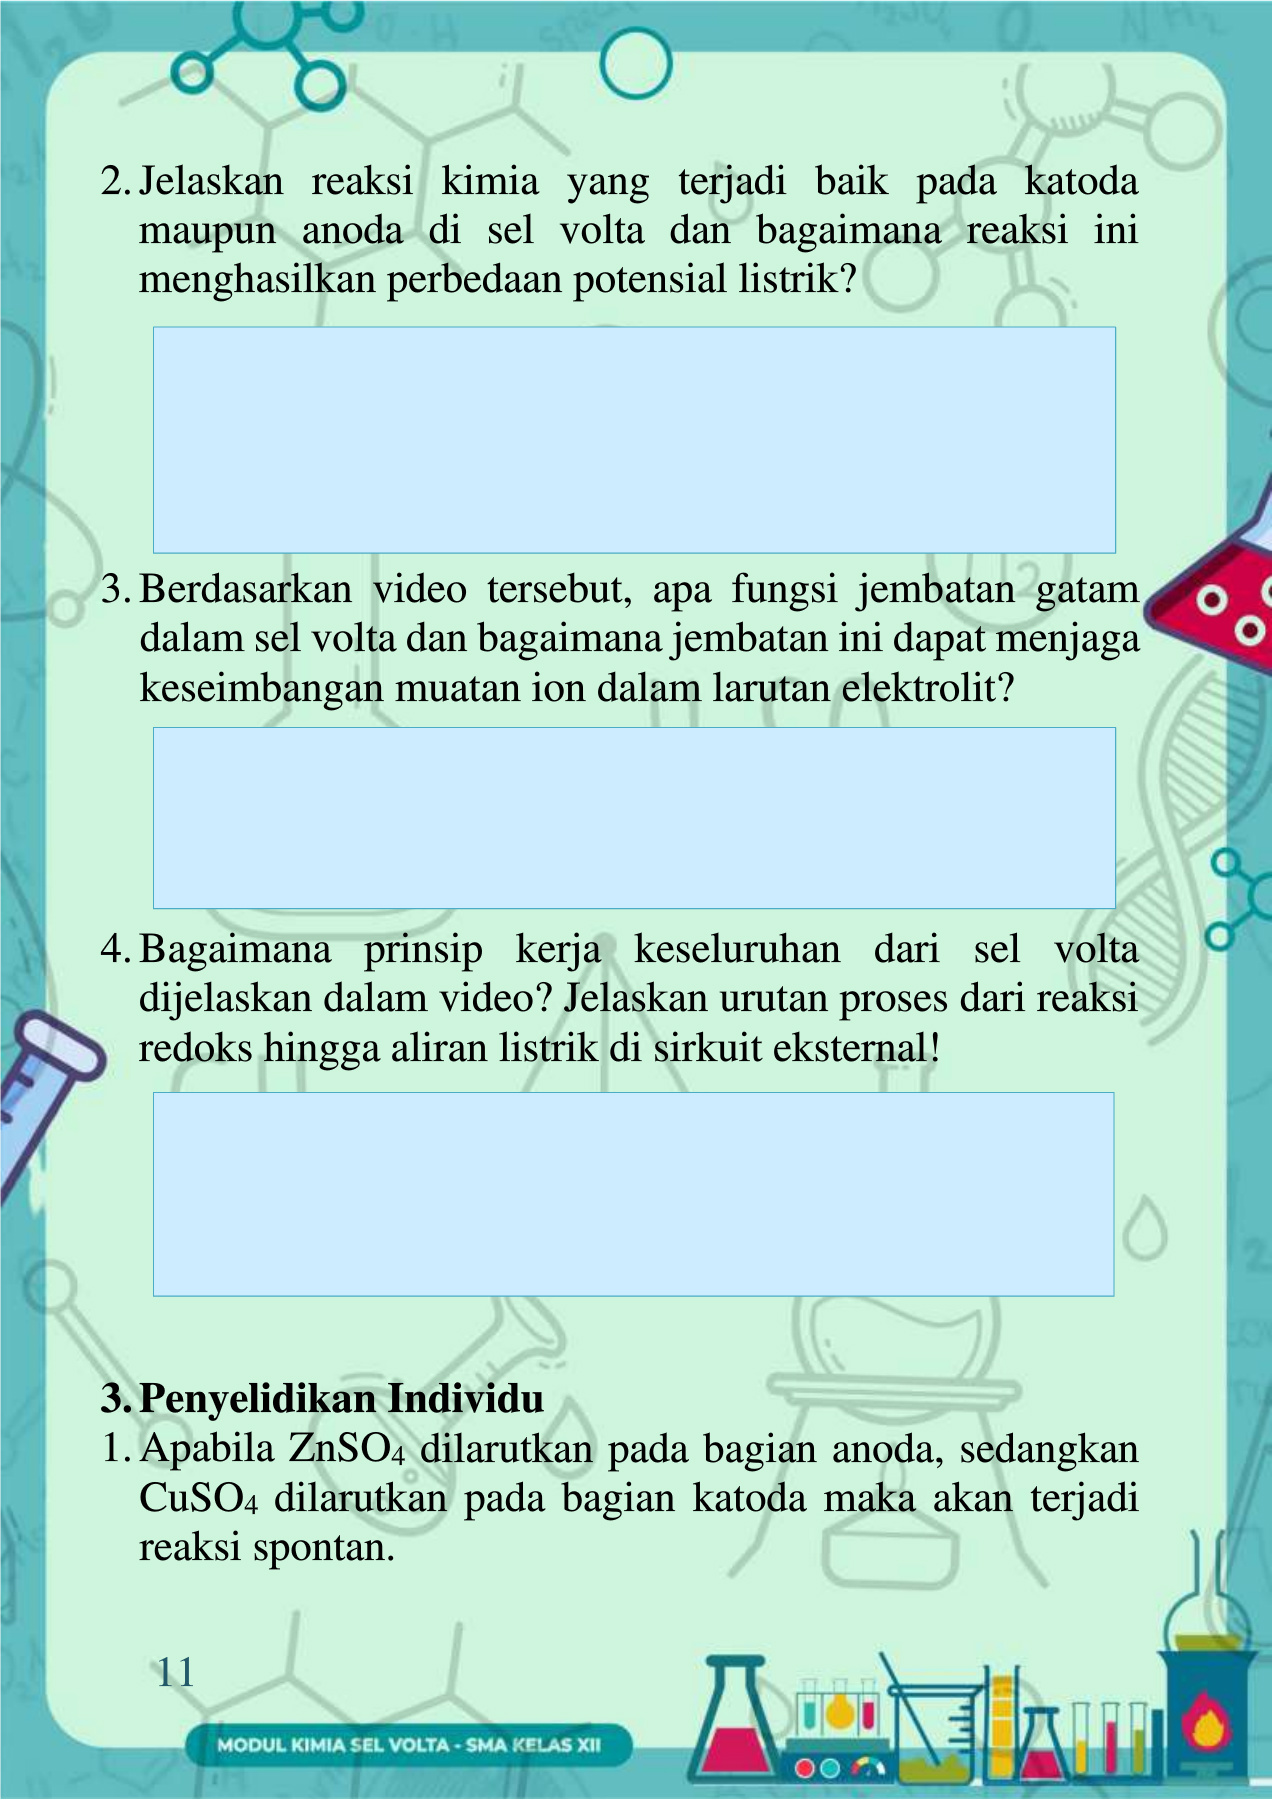 2. Jelaskan reaksi kimia yang terjadi baik pada katoda
maupun anoda di sel volta dan bagaimana reaksi ini
menghasilkan perbedaan potensial listrik?
3. Berdasarkan video tersebut, apa fungsi jembatan gatam
dalam sel volta dan bagaimana jembatan ini dapat menjaga
keseimbangan muatan ion dalam larutan elektrolit?
4. Bagaimana prinsip kerja keseluruhan dari sel volta
dijelaskan dalam video? Jelaskan urutan proses dari reaksi
redoks hingga aliran listrik di sirkuit eksternal!
3. Penyelidikan Individu
1. Apabila ZnSO4 dilarutkan pada bagian anoda, sedangkan
CuSO4 dilarutkan pada bagian katoda maka akan terjadi
reaksi spontan.
11
MODUL KIMIA SEL VOLTA - SMA KELAS XII